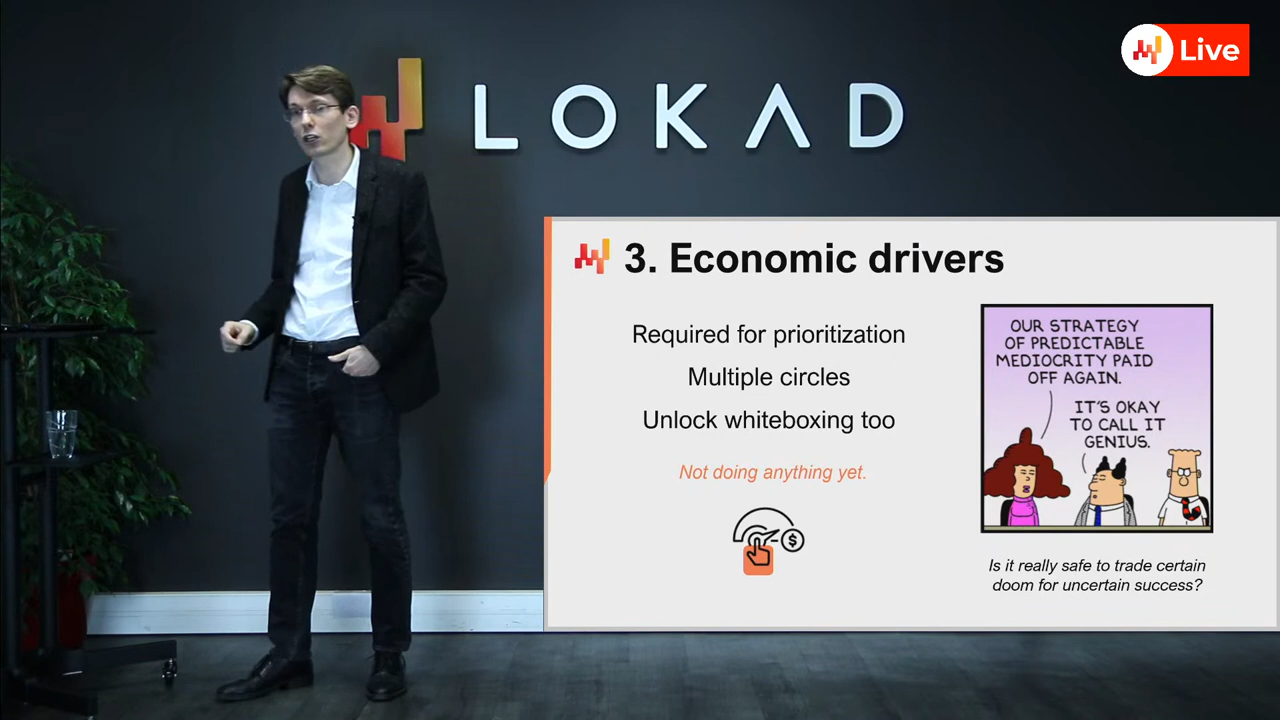 Live
LOKAD
3. Economic drivers
Required for prioritization
Multiple circles
Unlock whiteboxing too
Not doing anything yet.
$
OUR STRATEGY
OF PREDICTABLE
MEDIOCRITY PAID
OFF AGAIN.
IT'S OKAY
TO CALL IT
GENIUS.
Is it really safe to trade certain
doom for uncertain success?